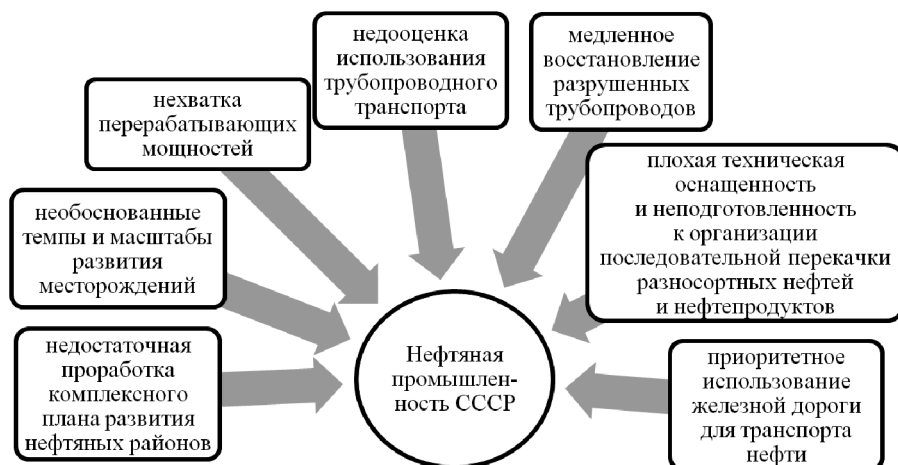 недооценка
использования
трубопроводного
транспорта
медленное
восстановление
разрушенных
трубопроводов
нехватка
перерабатывающих
мощностей
плохая техническая
оснащенность
и неподготовленность
к организации
последовательной перекачки
разносортных нефтей
и нефтепродуктов
необоснованные
темпы и масштабы
развития
месторождений
недостаточная
проработка
комплексного
плана развития
нефтяных районов
Нефтяная
промышлен-
ность СССР
приоритетное
использование
железной дороги
для транспорта
нефти